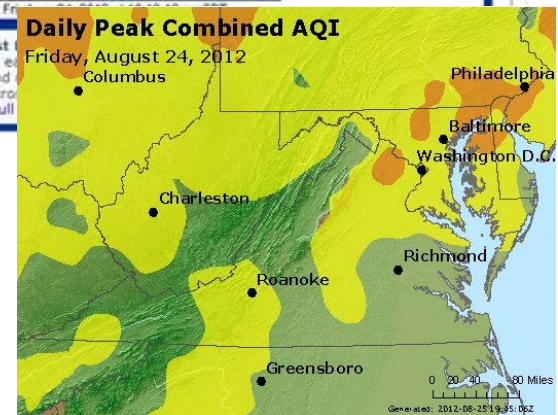 Daily Peak Combined AQI
Friday, August 24, 2012
Columbus
Philadelphia
Baltimore
Washington D.C.
Charleston
Richmond
Roanoke
Greensboro
0 20 40 80 Miles